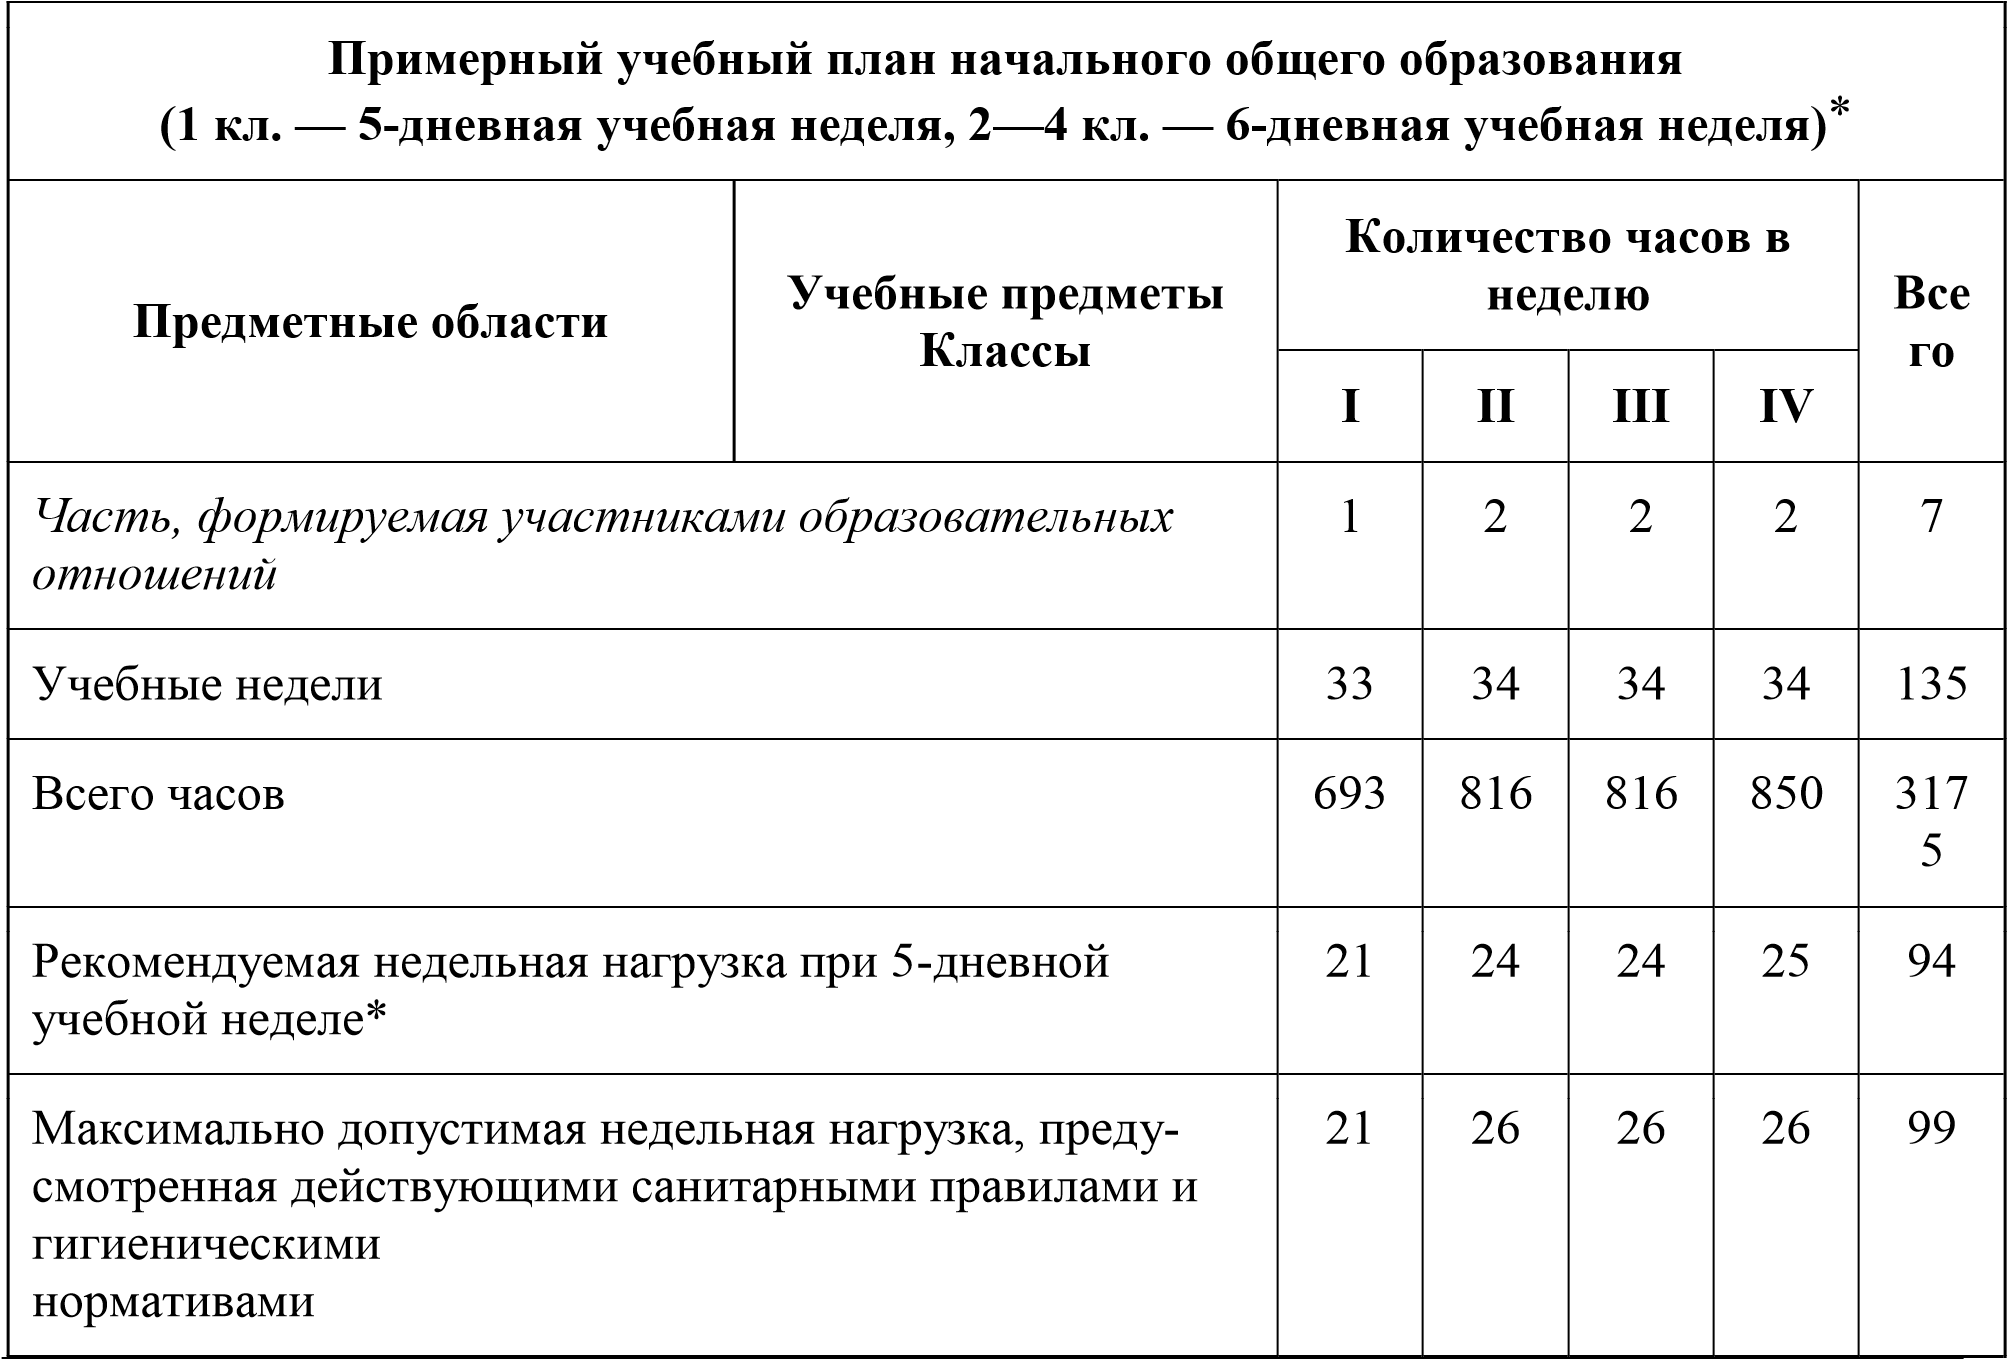 Примерный учебный план начального общего образования
(1 кл. — 5-дневная учебная неделя, 2—4 кл. — 6-дневная учебная неделя)*
Предметные области
Учебные предметы
Классы
Количество часов в
неделю
Все
го
I II III IV
Часть, формируемая участниками образовательных 1 2 2 2 7
отношений
Учебные недели 33 34 34 34 135
Всего часов 693 816 816 850 317
5
Рекомендуемая недельная нагрузка при 5-дневной 21 24 24 25 94
учебной неделе*
Максимально допустимая недельная нагрузка, преду- 21 26 26 26 99
смотренная действующими санитарными правилами и
гигиеническими
нормативами